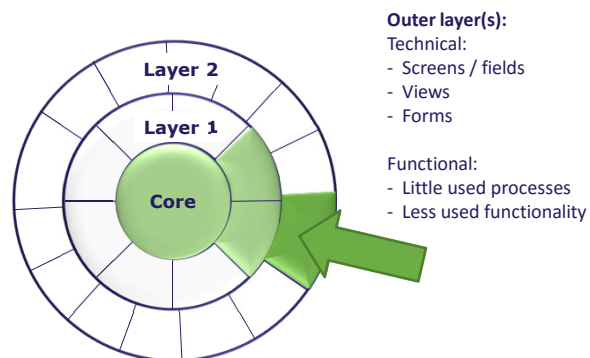 Layer 2
Layer 1
Core
Outer layer(s):
Technical:
- Screens / fields
- Views
- Forms
Functional:
- Little used processes
- Less used functionality